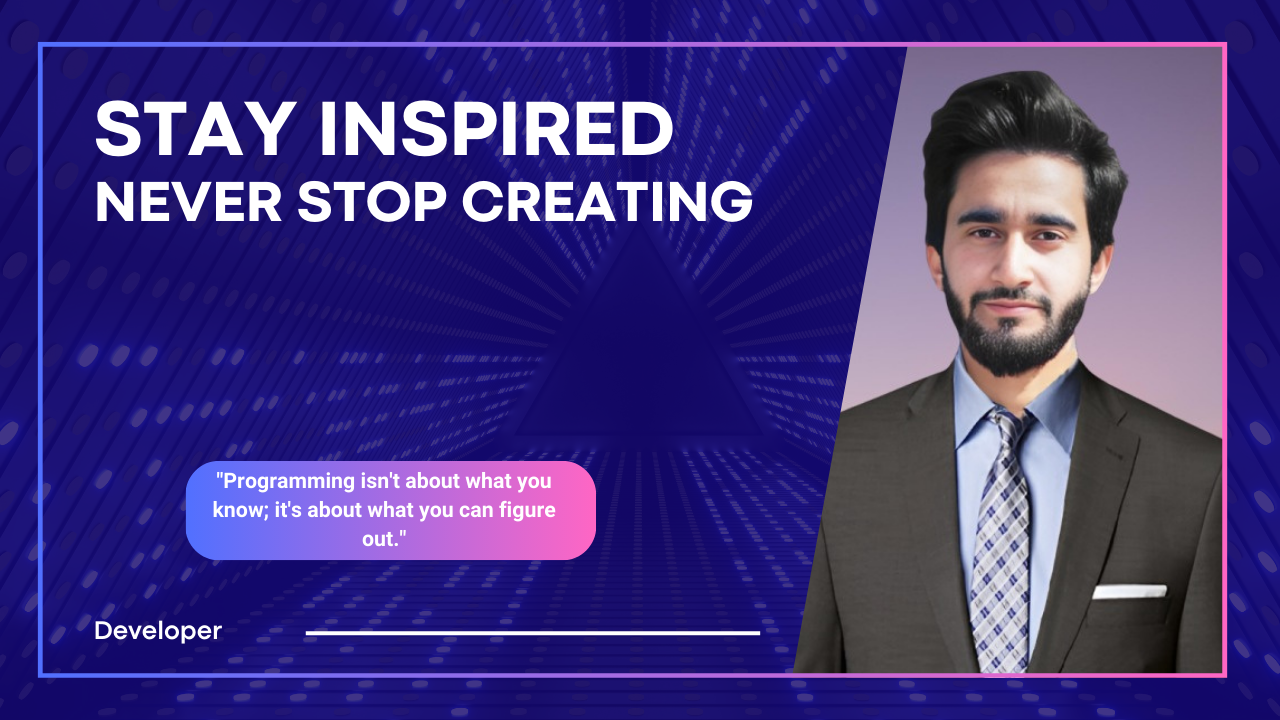 STAY INSPIRED
NEVER STOP CREATING
"Programming isn't about what you
know; it's about what you can figure
out."
Developer